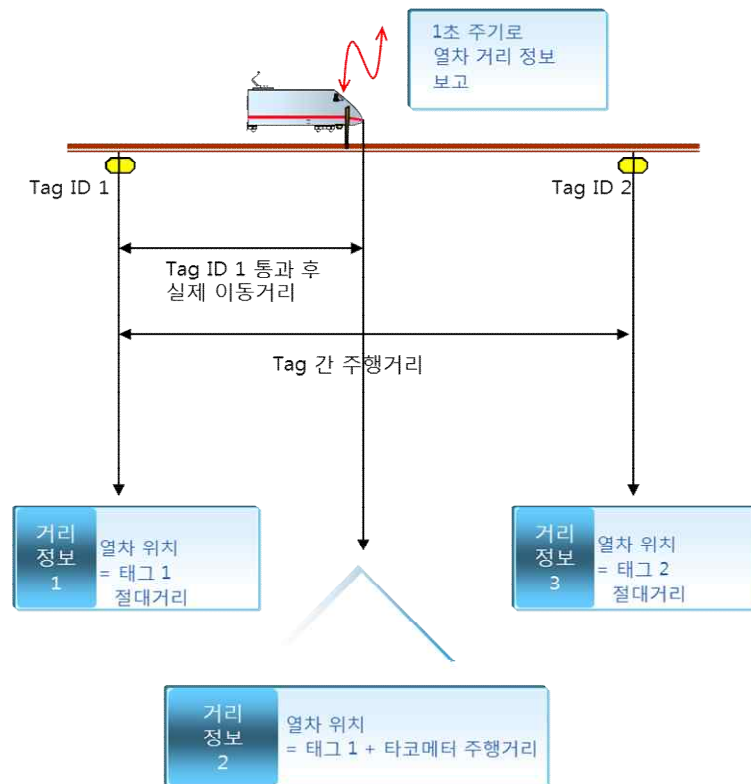 1초 주기로
열차 거리 정보
보고
Tag ID 1
Tag ID 2
Tag ID 1 통과 후
실제 이동거리
Tag 간 주행거리
거리
정보
1
열차 위치
= 태그 1
절대거리
거리
정보
3
열차 위치
= 태그 2
절대거리
거리
정보
2
열차 위치
= 태그 1 + 타코메터 주행거리